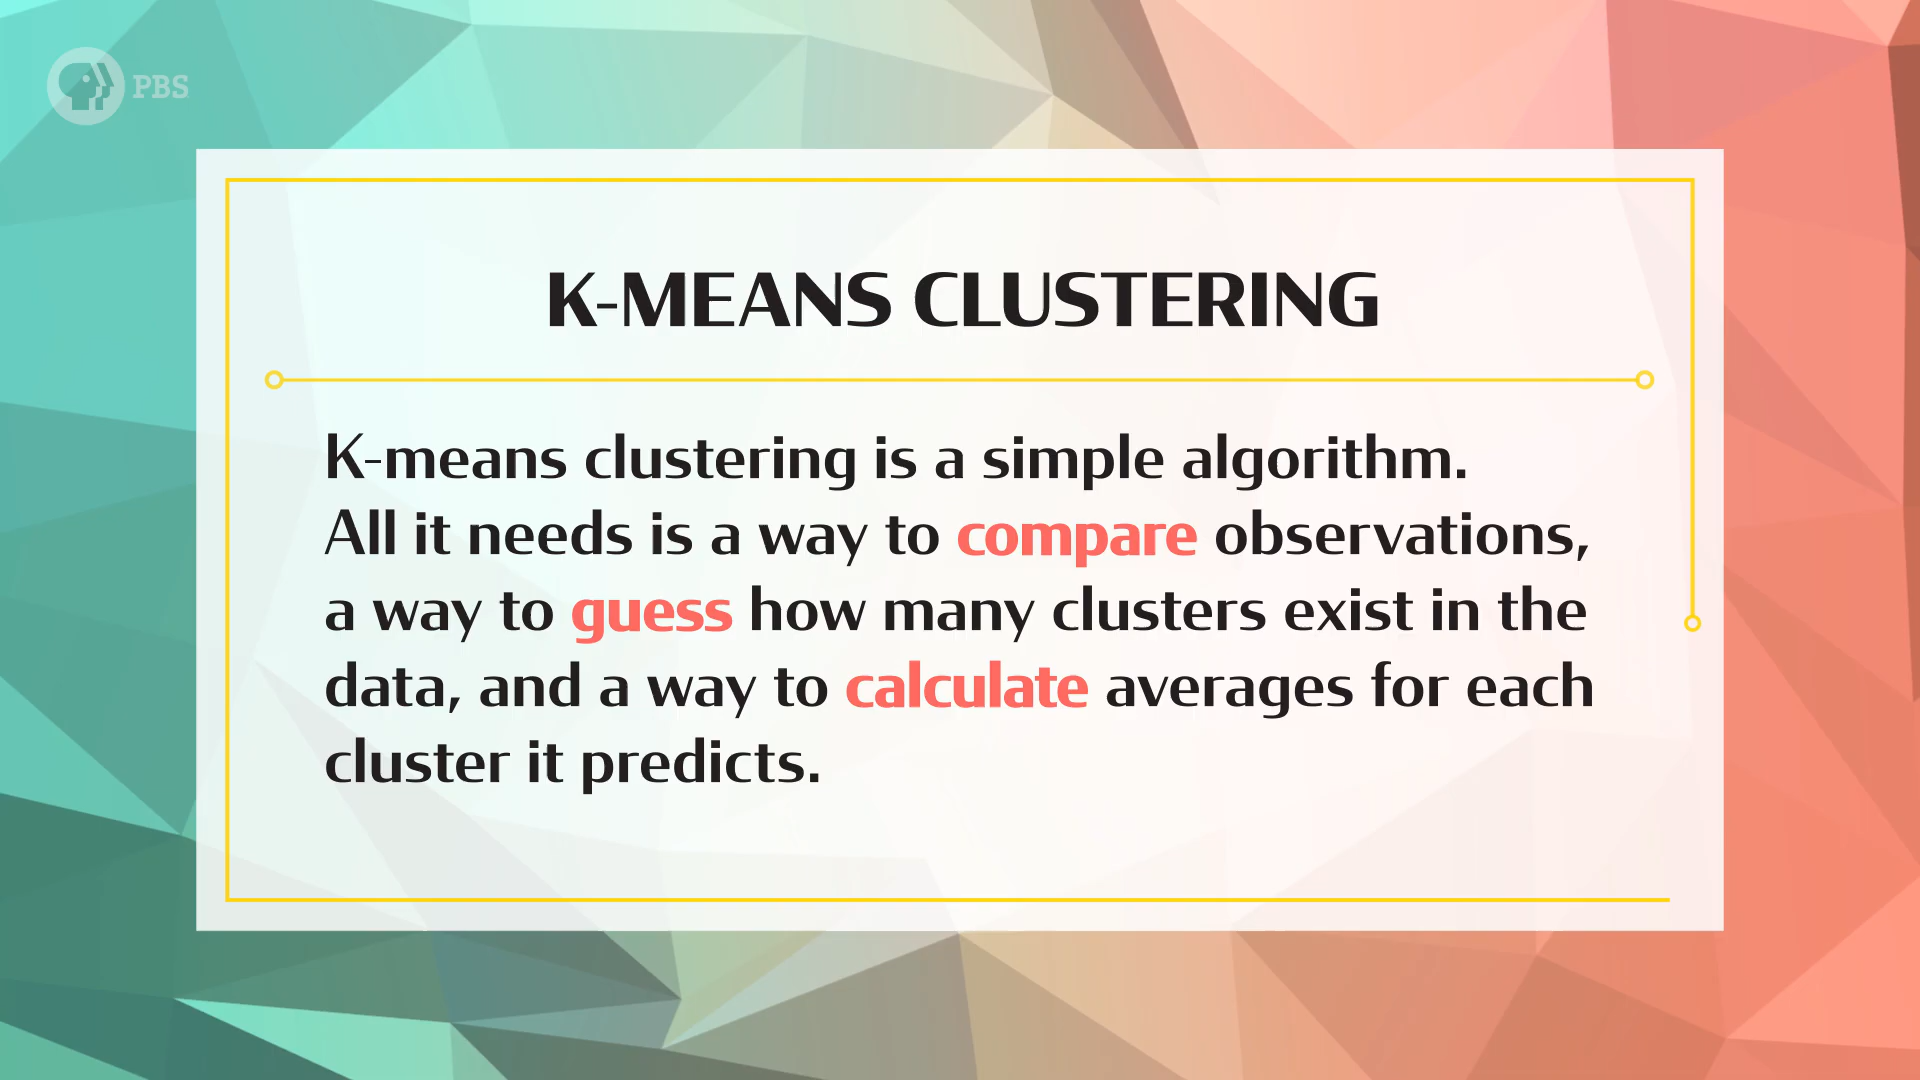 PBS
K-MEANS CLUSTERING
K-means clustering is a simple algorithm.
All it needs is a way to compare observations,
a way to guess how many clusters exist in the
data, and a way to calculate averages for each
cluster it predicts.